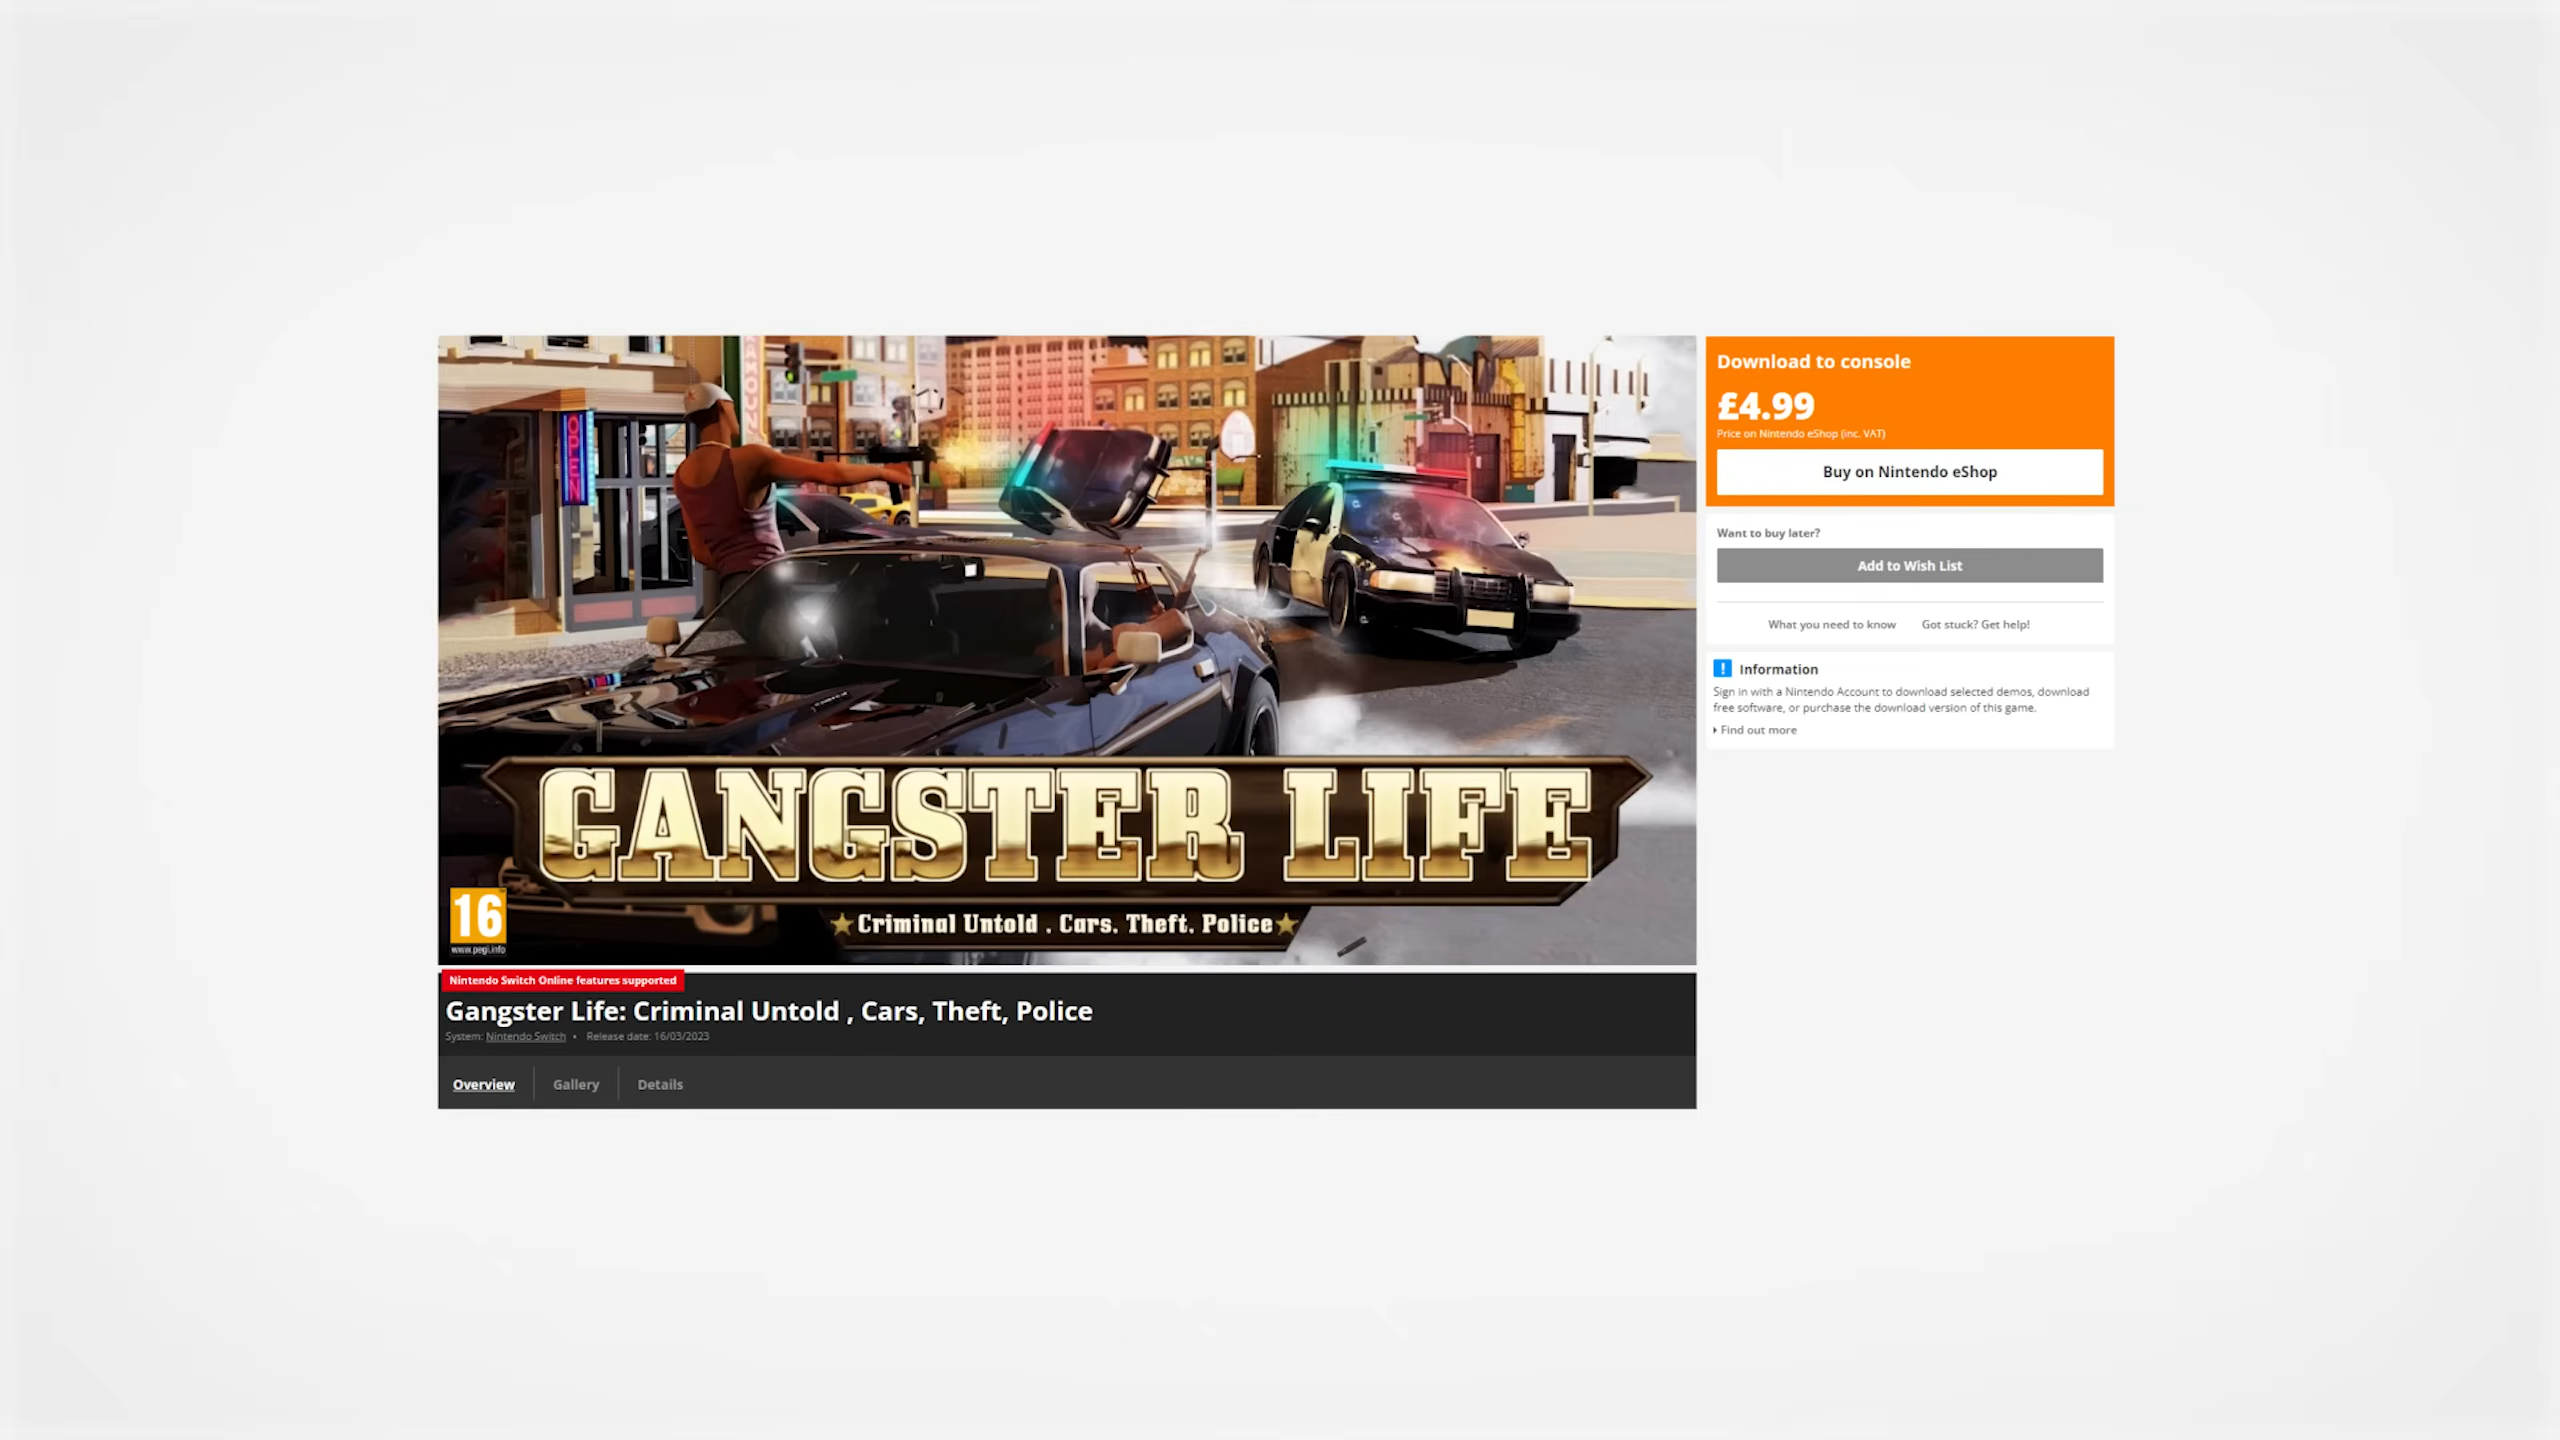 OPEN
GANGSTER LIFE
Criminal Untold . Cars. Theft. Police
16
www.pegi.info
Nintendo Switch Online features supported
Gangster Life: Criminal Untold , Cars, Theft, Police
System: Nintendo Switch • Release date: 16/03/2023
Overview
Gallery
Details
Download to console
£4.99
Price on Nintendo eShop (inc. VAT)
Buy on Nintendo eShop
Want to buy later?
Add to Wish List
What you need to know
Got stuck? Get help!
! Information
Sign in with a Nintendo Account to download selected demos, download
free software, or purchase the download version of this game.
Find out more